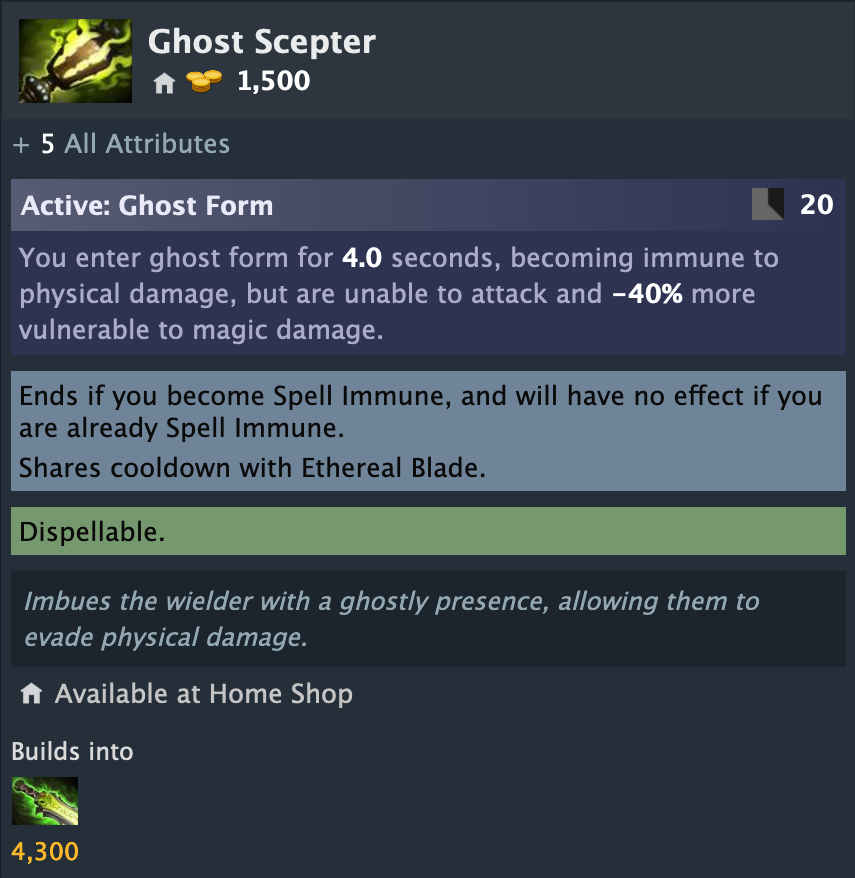 Ghost Scepter
1,500
+ 5 All Attributes
Active: Ghost Form 20
You enter ghost form for 4.0 seconds, becoming immune to
physical damage, but are unable to attack and -40% more
vulnerable to magic damage.
Ends if you become Spell Immune, and will have no effect if you
are already Spell Immune.
Shares cooldown with Ethereal Blade.
Dispellable.
Imbues the wielder with a ghostly presence, allowing them to
evade physical damage.
Available at Home Shop
Builds into
4,300